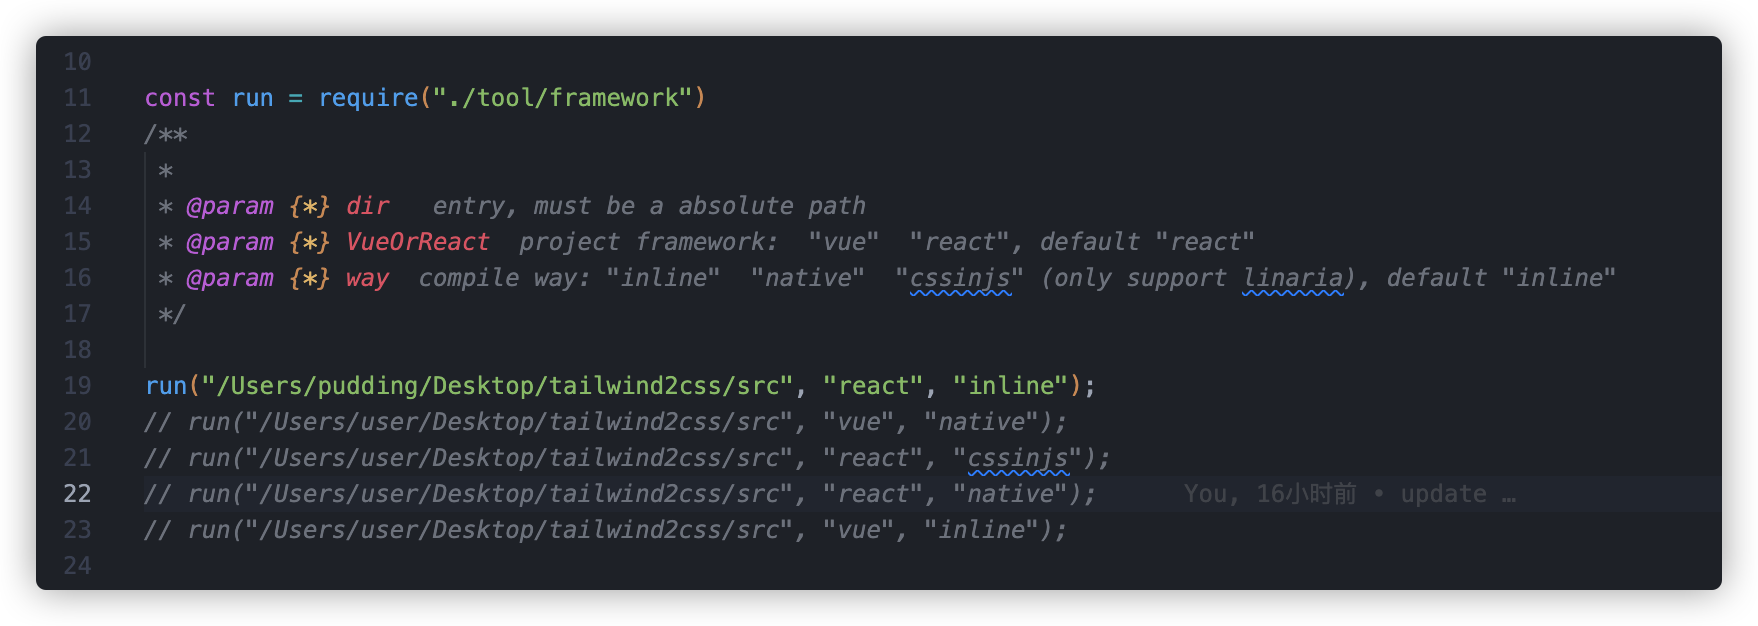 10
11 const run = require("./tool/framework")
12 /**
13 *
14 * @param {*} dir entry, must be a absolute path
15 * @param {*} VueOrReact project framework: "vue" "react", default "react"
16 * @param {*} way compile way: "inline" "native" "cssinjs" (only support linaria), default "inline"
17 */
18
19 run("/Users/pudding/Desktop/tailwind2css/src", "react", "inline");
20 // run("/Users/user/Desktop/tailwind2css/src", "vue", "native");
21 // run("/Users/user/Desktop/tailwind2css/src", "react", "cssinjs");
22 // run("/Users/user/Desktop/tailwind2css/src", "react", "native"); You, 16小时前 • update …
23 // run("/Users/user/Desktop/tailwind2css/src", "vue", "inline");
24